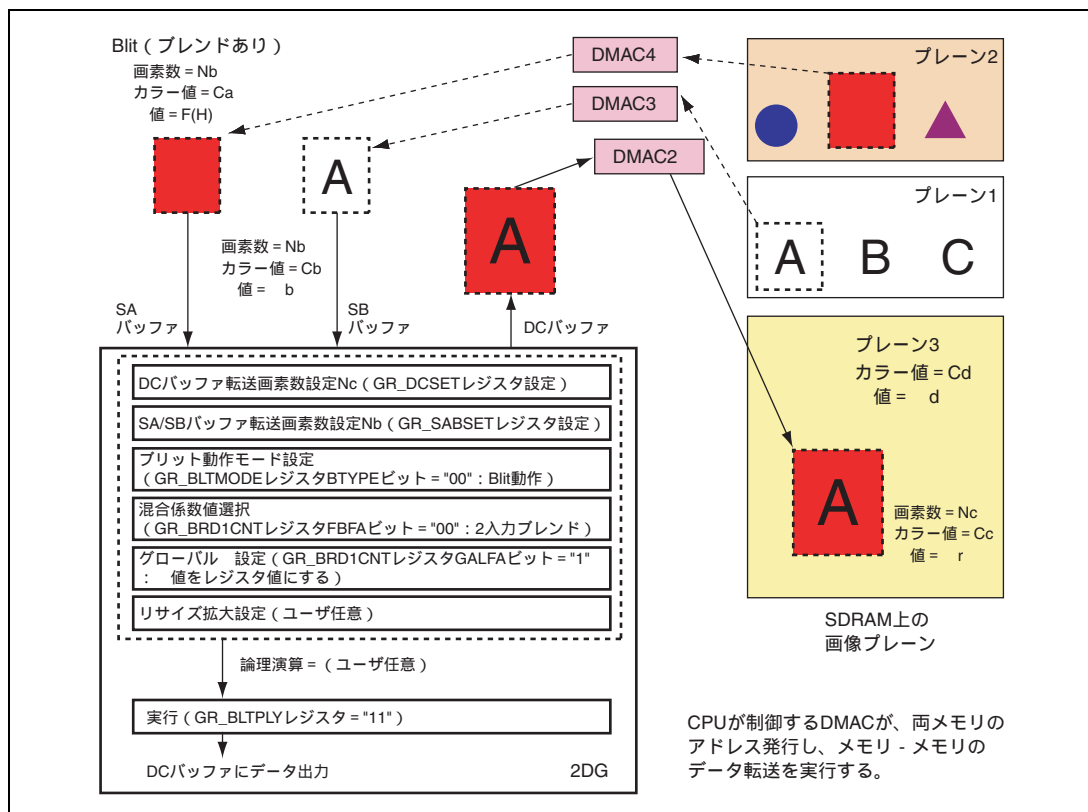 Blit（ブレンドあり）
画素数 = Nb
カラー値 = Ca
値 = F(H)
DMAC4
DMAC3
DMAC2
プレーン2
プレーン1
A
B
C
A
A
画素数 = Nb
カラー値 = Cb
値 =　b
SA
バッファ
SB
バッファ
DCバッファ
プレーン3
カラー値 = Cd
値 =　d
A
画素数 = Nc
カラー値 = Cc
値 =　r
SDRAM上の
画像プレーン
DCバッファ転送画素数設定Nc（GR_DCSETレジスタ設定）
SA/SBバッファ転送画素数設定Nb（GR_SABSETレジスタ設定）
ブリット動作モード設定
（GR_BLTMODEレジスタBTYPEビット = "00" : Blit動作）
混合係数値選択
（GR_BRD1CNTレジスタFBFAビット = "00" : 2入力ブレンド）
グローバル　設定（GR_BRD1CNTレジスタGALFAビット = "1"
:　値をレジスタ値にする）
リサイズ拡大設定（ユーザ任意）
論理演算 =（ユーザ任意）
実行（GR_BLTPLYレジスタ = "11"）
DCバッファにデータ出力
2DG
CPUが制御するDMACが、両メモリの
アドレス発行し、メモリ - メモリの
データ転送を実行する。